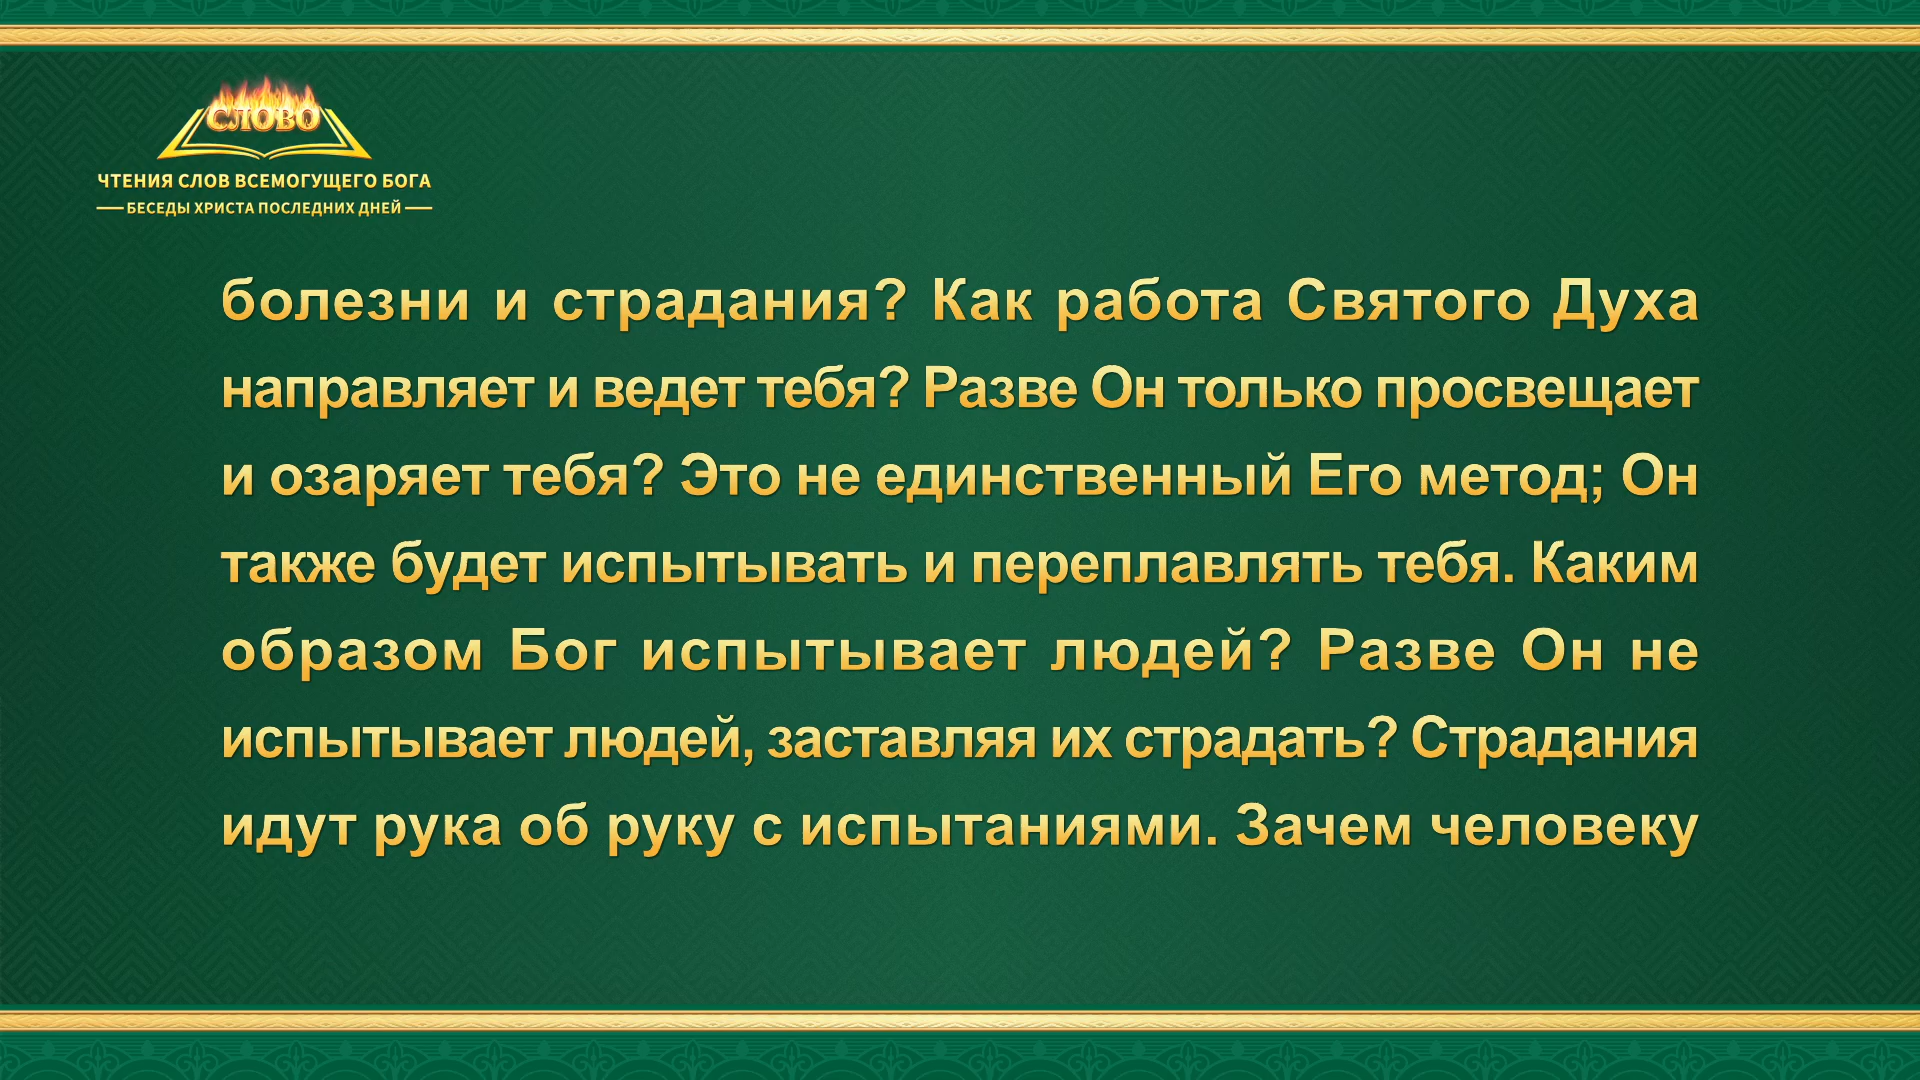 СЛОВО
ЧТЕНИЯ СЛОВ ВСЕМОГУЩЕГО БОГА
БЕСЕДЫ ХРИСТА ПОСЛЕДНИХ ДНЕЙ
болезни и страдания? Как работа Святого Духа
направляет и ведет тебя? Разве Он только просвещает
и озаряет тебя? Это не единственный Его метод; Он
также будет испытывать и переплавлять тебя. Каким
образом Бог испытывает людей? Разве Он не
испытывает людей, заставляя их страдать? Страдания
идут рука об руку с испытаниями. Зачем человеку